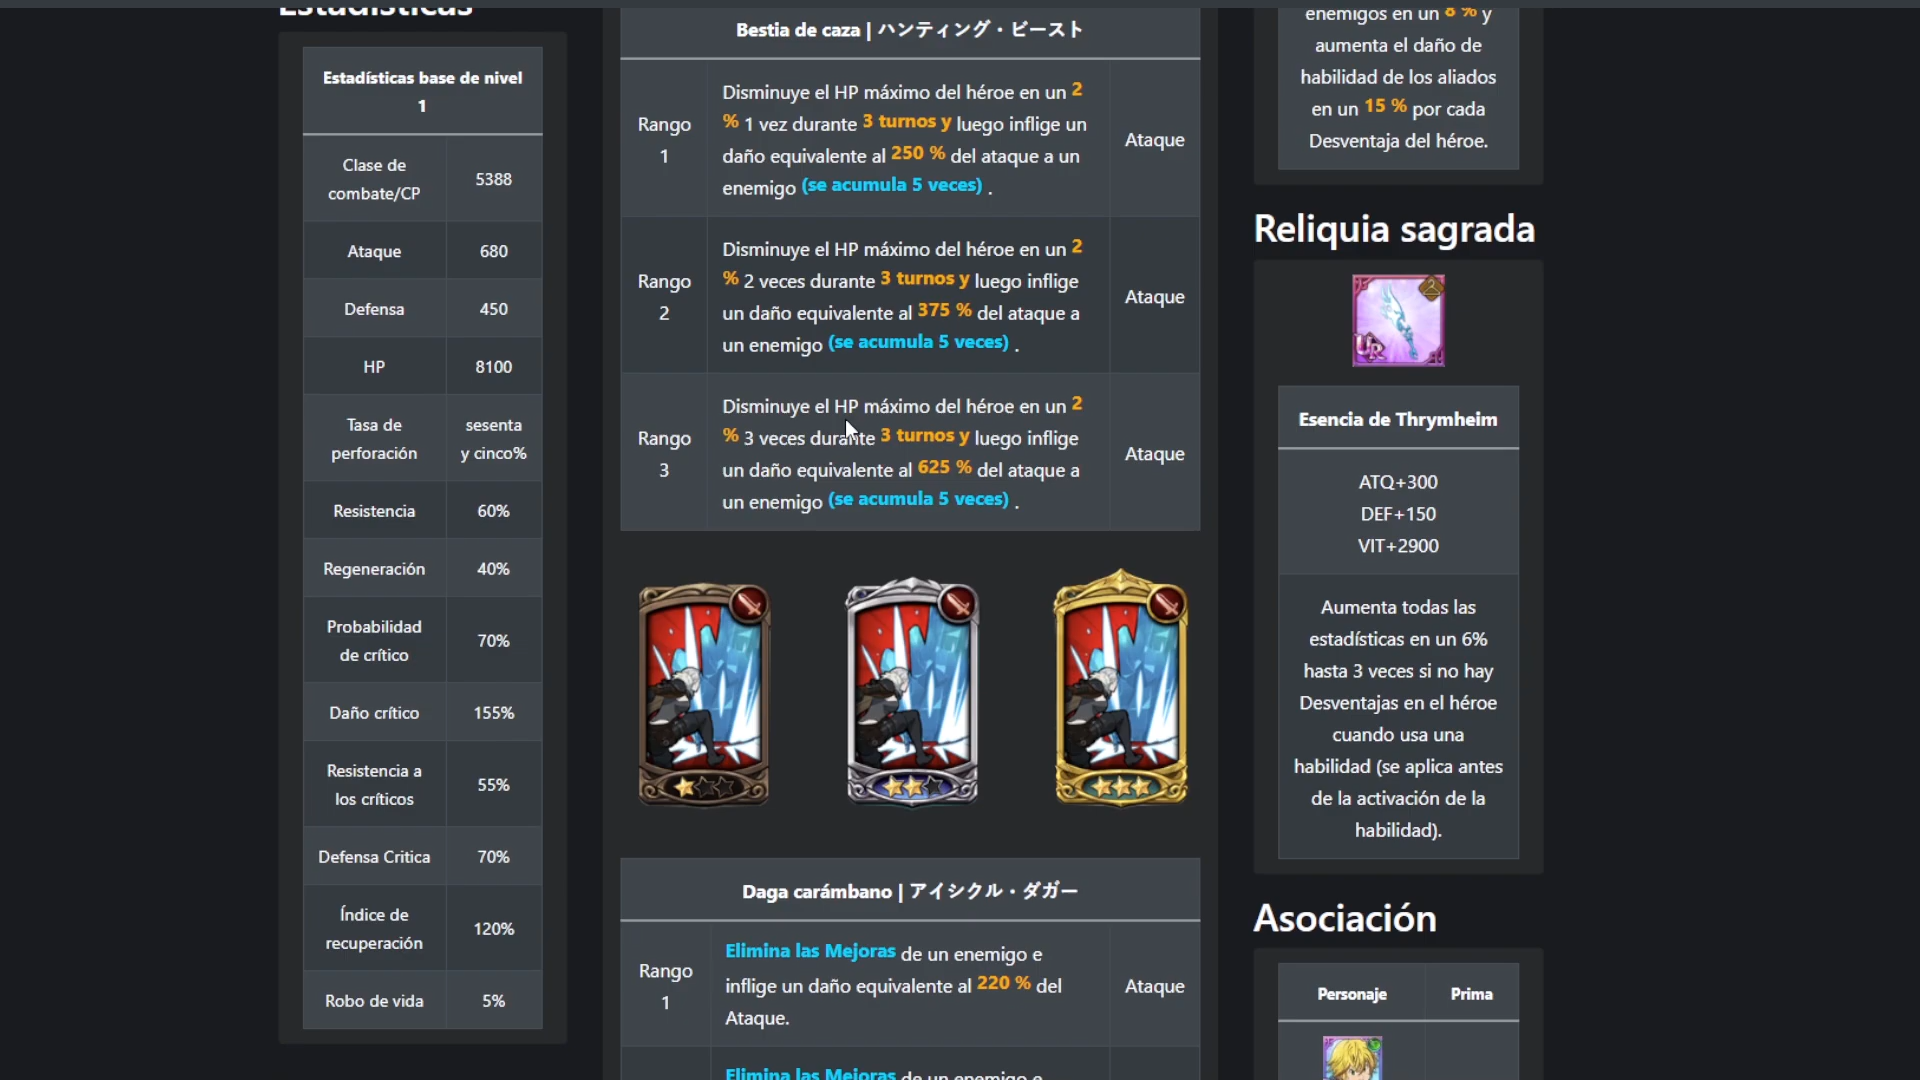 Estadísticas
Estadísticas base de nivel
1
Clase de
combate/CP
5388
Ataque
680
Defensa
450
HP
8100
Tasa de
perforación
sesenta
y cinco%
Resistencia
60%
Regeneración
40%
Probabilidad
de crítico
70%
Daño crítico
155%
Resistencia a
los críticos
55%
Defensa Critica
70%
Índice de
recuperación
120%
Robo de vida
5%
Bestia de caza | ハンティング・ビースト
Rango
1
Disminuye el HP máximo del héroe en un 2
% 1 vez durante 3 turnos y luego inflige un
daño equivalente al 250 % del ataque a un
enemigo (se acumula 5 veces) .
Ataque
Rango
2
Disminuye el HP máximo del héroe en un 2
% 2 veces durante 3 turnos y luego inflige
un daño equivalente al 375 % del ataque a
un enemigo (se acumula 5 veces) .
Ataque
Rango
3
Disminuye el HP máximo del héroe en un 2
% 3 veces durante 3 turnos y luego inflige
un daño equivalente al 625 % del ataque a
un enemigo (se acumula 5 veces) .
Ataque
Daga carámbano | アイシクル・ダガー
Rango
1
Elimina las Mejoras de un enemigo e
inflige un daño equivalente al 220 % del
Ataque.
Ataque
Elimina las Mejoras de un enemigo e
enemigos en un 8 % y
aumenta el daño de
habilidad de los aliados
en un 15 % por cada
Desventaja del héroe.
Reliquia sagrada
UR
Esencia de Thrymheim
ATQ+300
DEF+150
VIT+2900
Aumenta todas las
estadísticas en un 6%
hasta 3 veces si no hay
Desventajas en el héroe
cuando usa una
habilidad (se aplica antes
de la activación de la
habilidad).
Asociación
Personaje
Prima